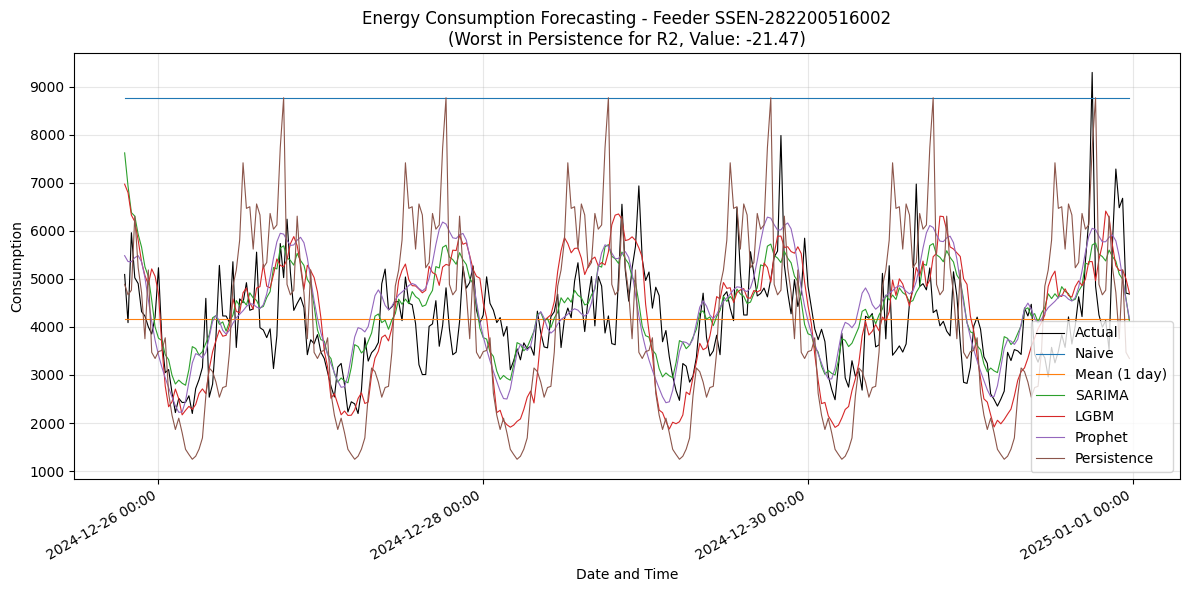 Energy Consumption Forecasting - Feeder SSEN-282200516002
(Worst in Persistence for R2, Value: -21.47)
Consumption
9000
8000
7000
6000
5000
4000
3000
2000
1000
Actual
Naive
Mean (1 day)
SARIMA
LGBM
Prophet
Persistence
2024-12-26 00:00
2024-12-28 00:00
2024-12-30 00:00
2025-01-01 00:00
Date and Time